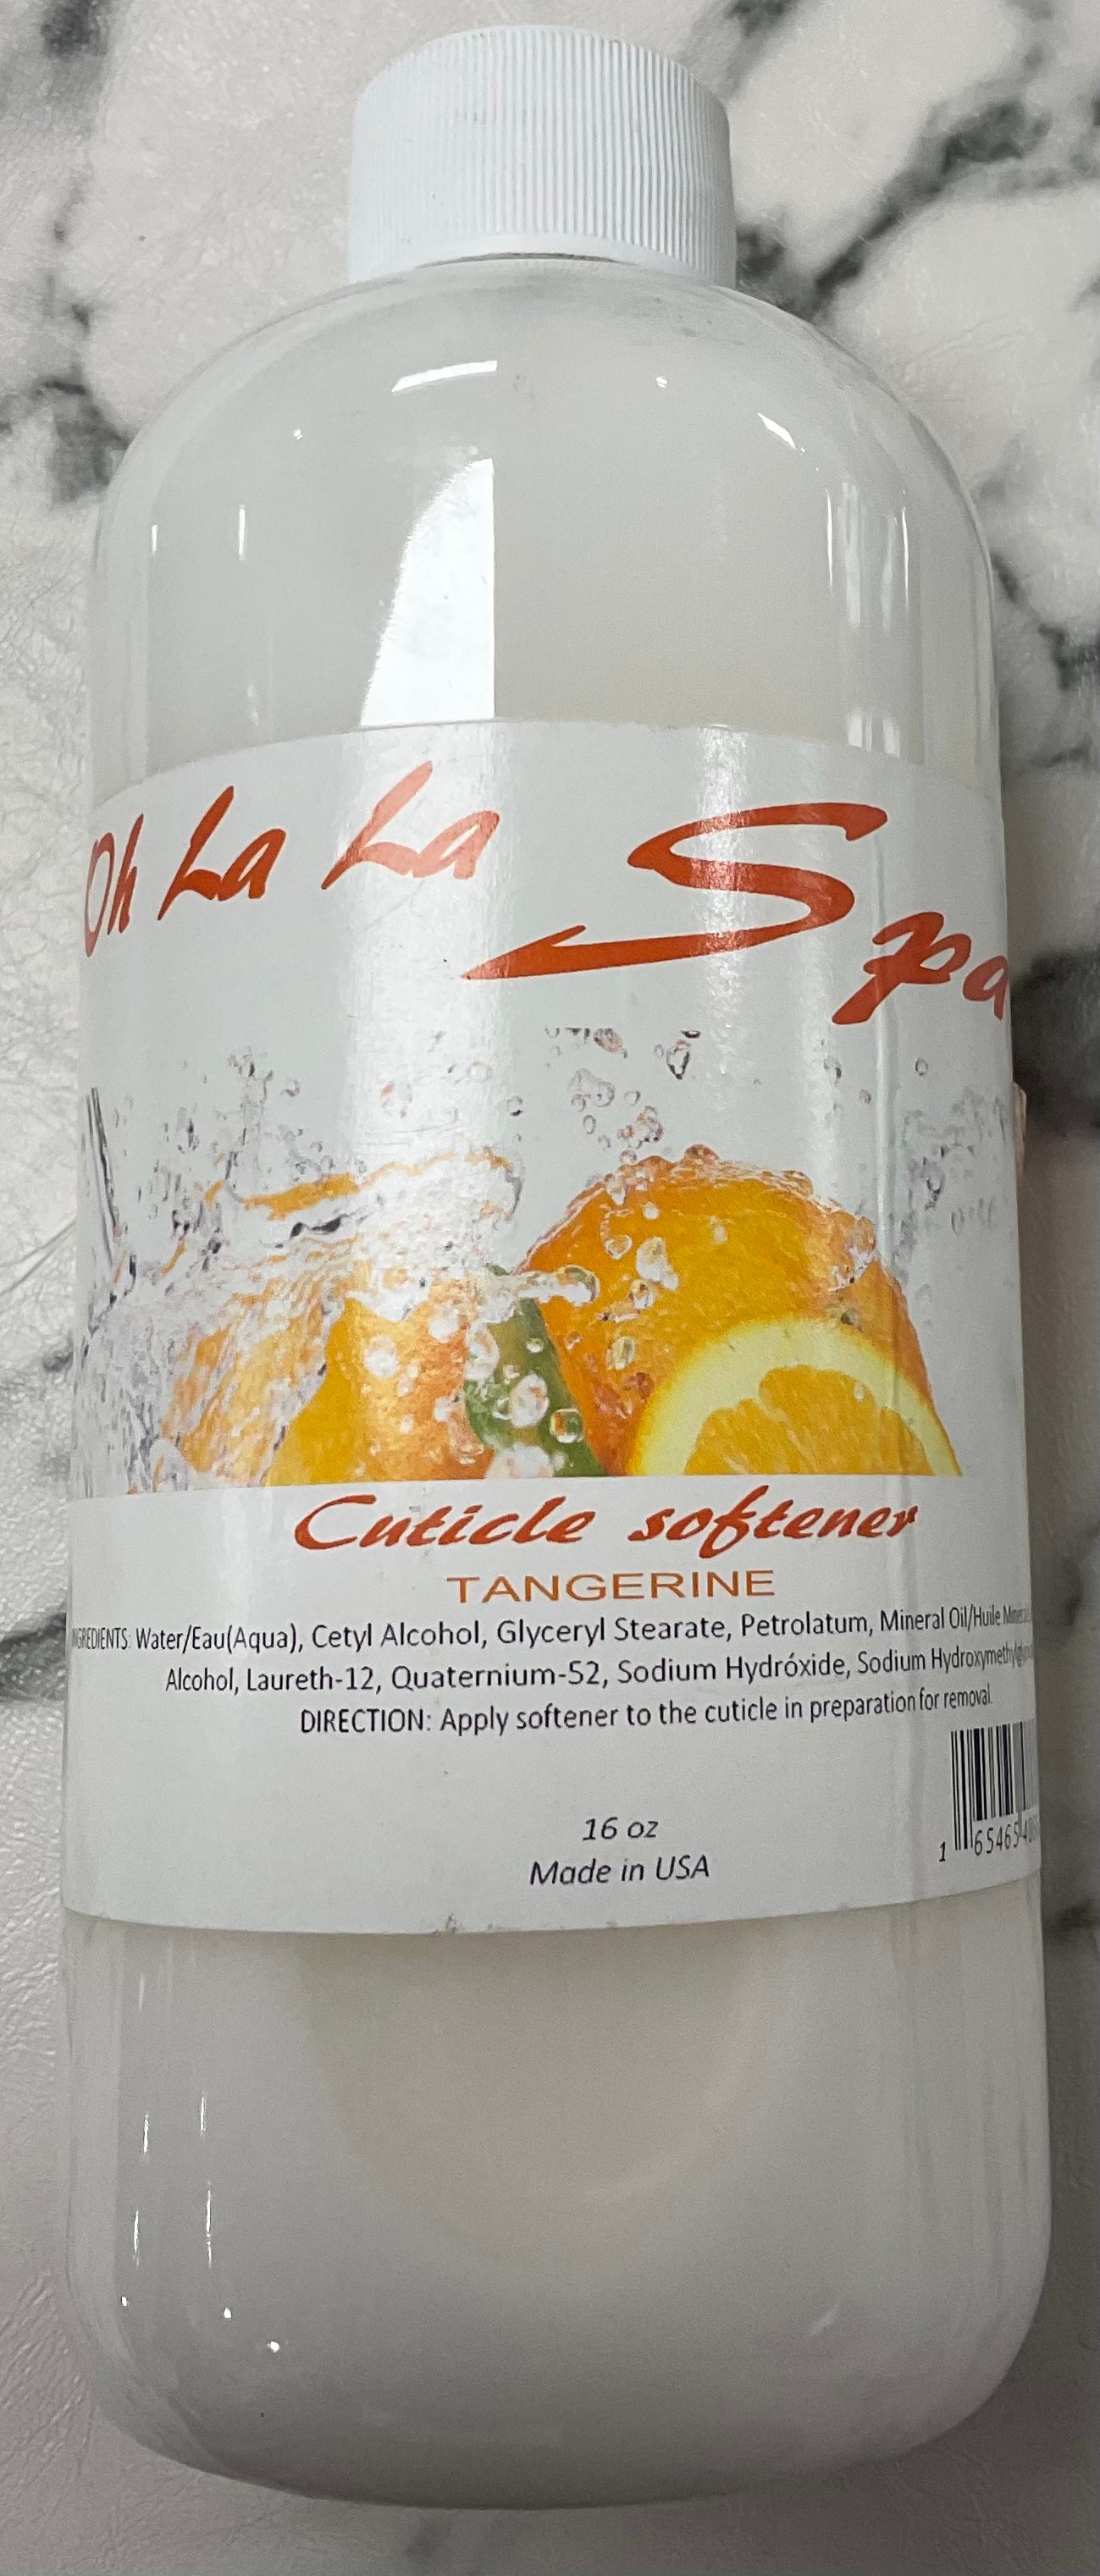 Oh La La Spa
Cuticle softener
TANGERINE
INGREDIENTS: Water/Eau(Aqua), Cetyl Alcohol, Glyceryl Stearate, Petrolatum, Mineral Oil/Huile
Alcohol, Laureth-12, Quaternium-52, Sodium Hydróxide, Sodium
DIRECTION: Apply softener to the cuticle in preparation for removal.
16 oz
Made in USA
1 65465